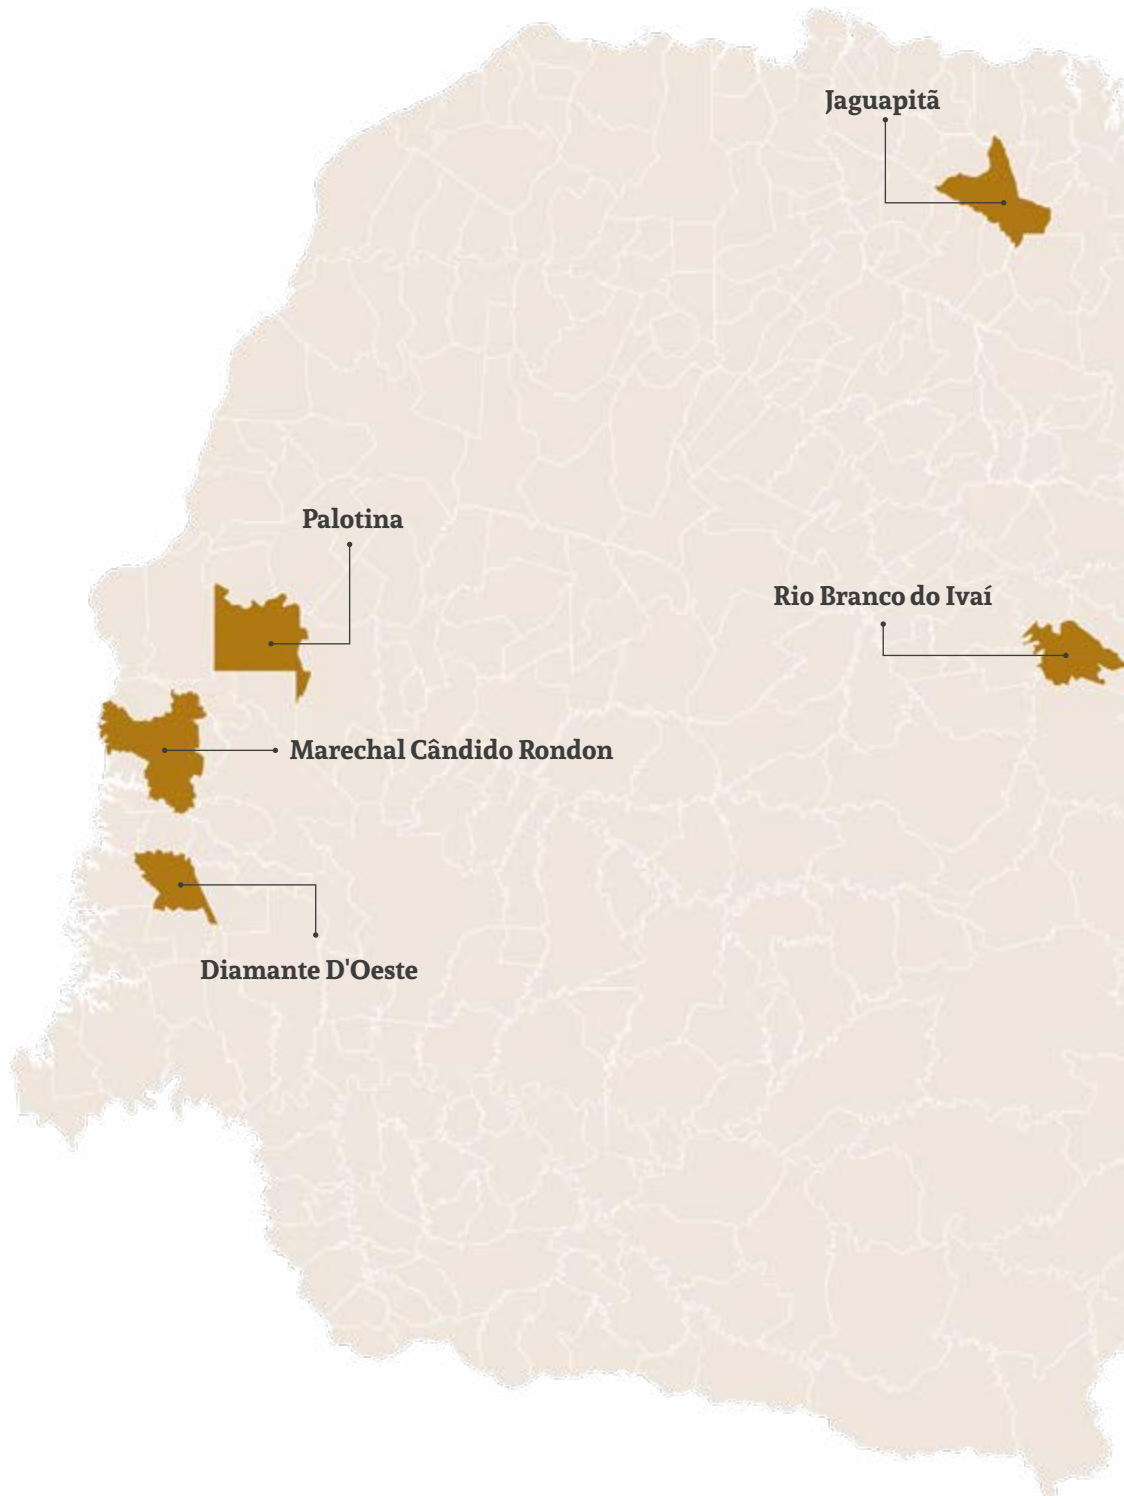 Jaguapitã
Palotina
Rio Branco do Ivaí
Marechal Cândido Rondon
Diamante D'Oeste